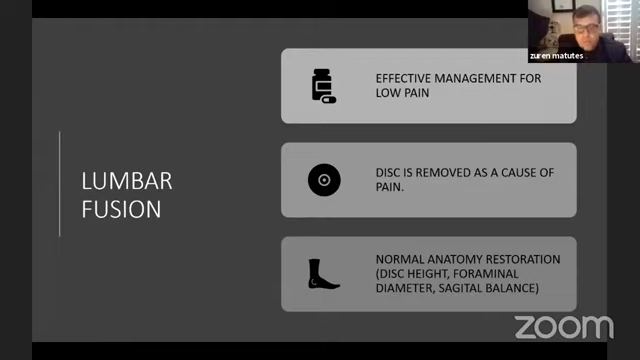 zuren matutes
EFFECTIVE MANAGEMENT FOR
LOW PAIN
LUMBAR
FUSION
DISC IS REMOVED AS A CAUSE OF
PAIN.
NORMAL ANATOMY RESTORATION
(DISC HEIGHT, FORAMINAL
DIAMETER, SAGITAL BALANCE)
zoom